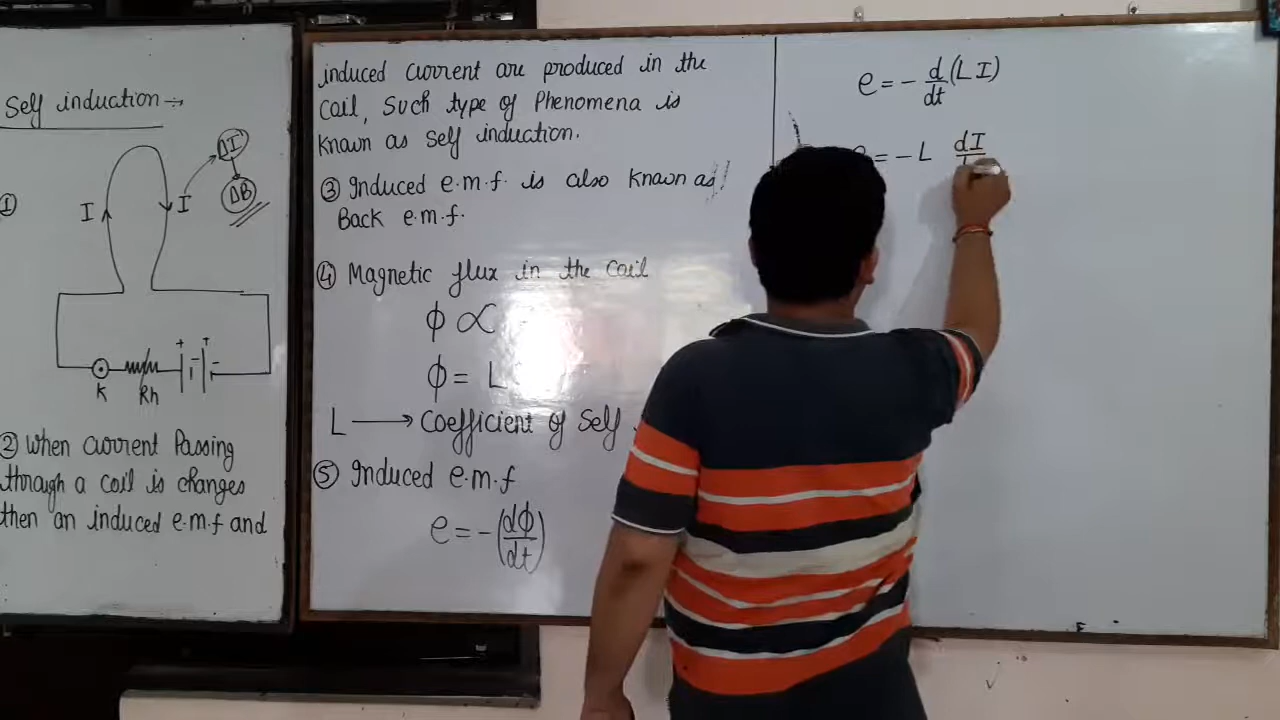 Self induction →
①
I
I
ΔI
ΔB
K
Rh
+
+
② When current Passing
through a coil is changes
then an induced e.m.f and
induced current are produced in the
coil, Such type of Phenomena is
known as self induction.
③ Induced e.m.f. is also known as
Back e.m.f.
④ Magnetic flux in the coil
ϕ ∝
ϕ = L
L ⟶ Coefficient of Self
⑤ Induced e.m.f
e = -(dϕ/dt)
e = - d/dt (L I)
= - L dI